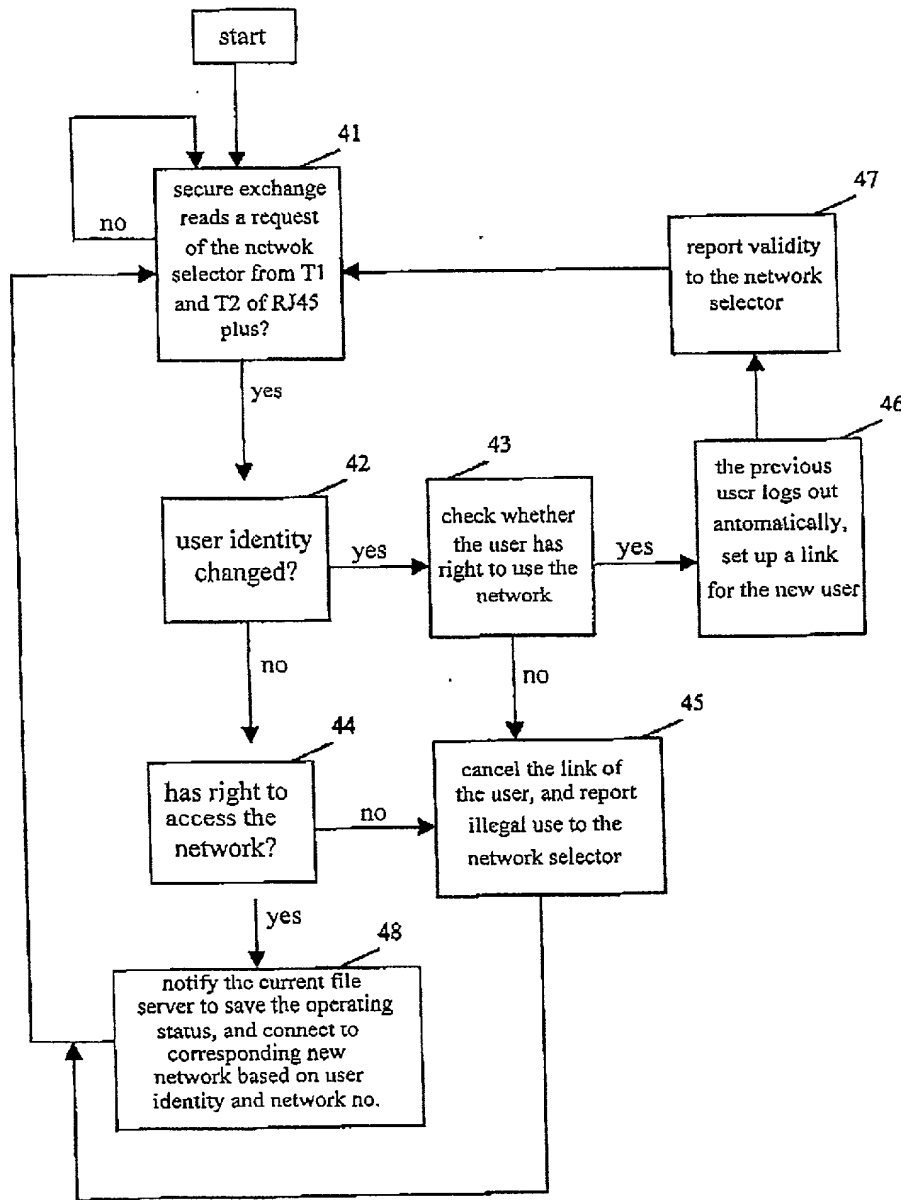 start
41
secure exchange
reads a request
of the nctwok
selector from T1
and T2 of RJ45
plus?
no
yes
47
report validity
to the network
selector
46
the previous
user logs out
antomatically,
set up a link
for the new user
42
user identity
changed?
yes
43
check whether
the user has
right to use the
network
yes
no
no
44
has right to
access the
network?
no
45
cancel the link of
the user, and report
illegal use to the
network selector
yes
48
notify the current file
server to save the operating
status, and connect to
corresponding new
network based on user
identity and network no.